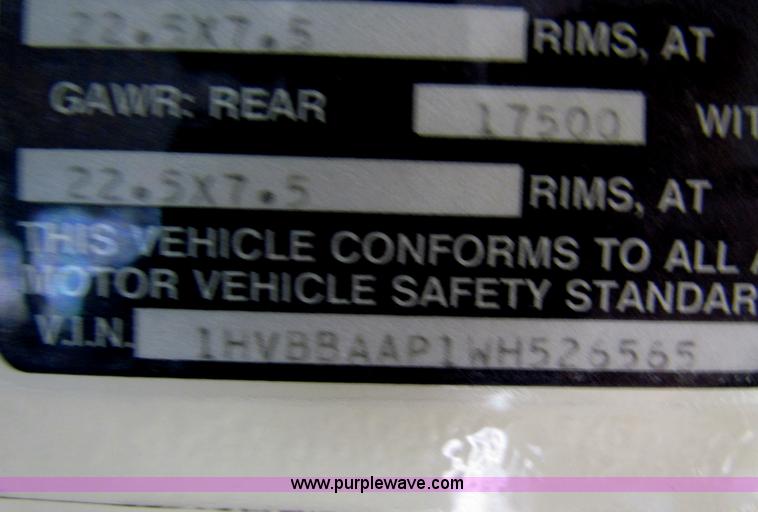 22.5X7.5 RIMS, AT
GAWR: REAR 17500 WIT
22.5X7.5 RIMS, AT
THIS VEHICLE CONFORMS TO ALL A
MOTOR VEHICLE SAFETY STANDAR
V.I.N. 1HVBBAAP1WH526565
www.purplewave.com